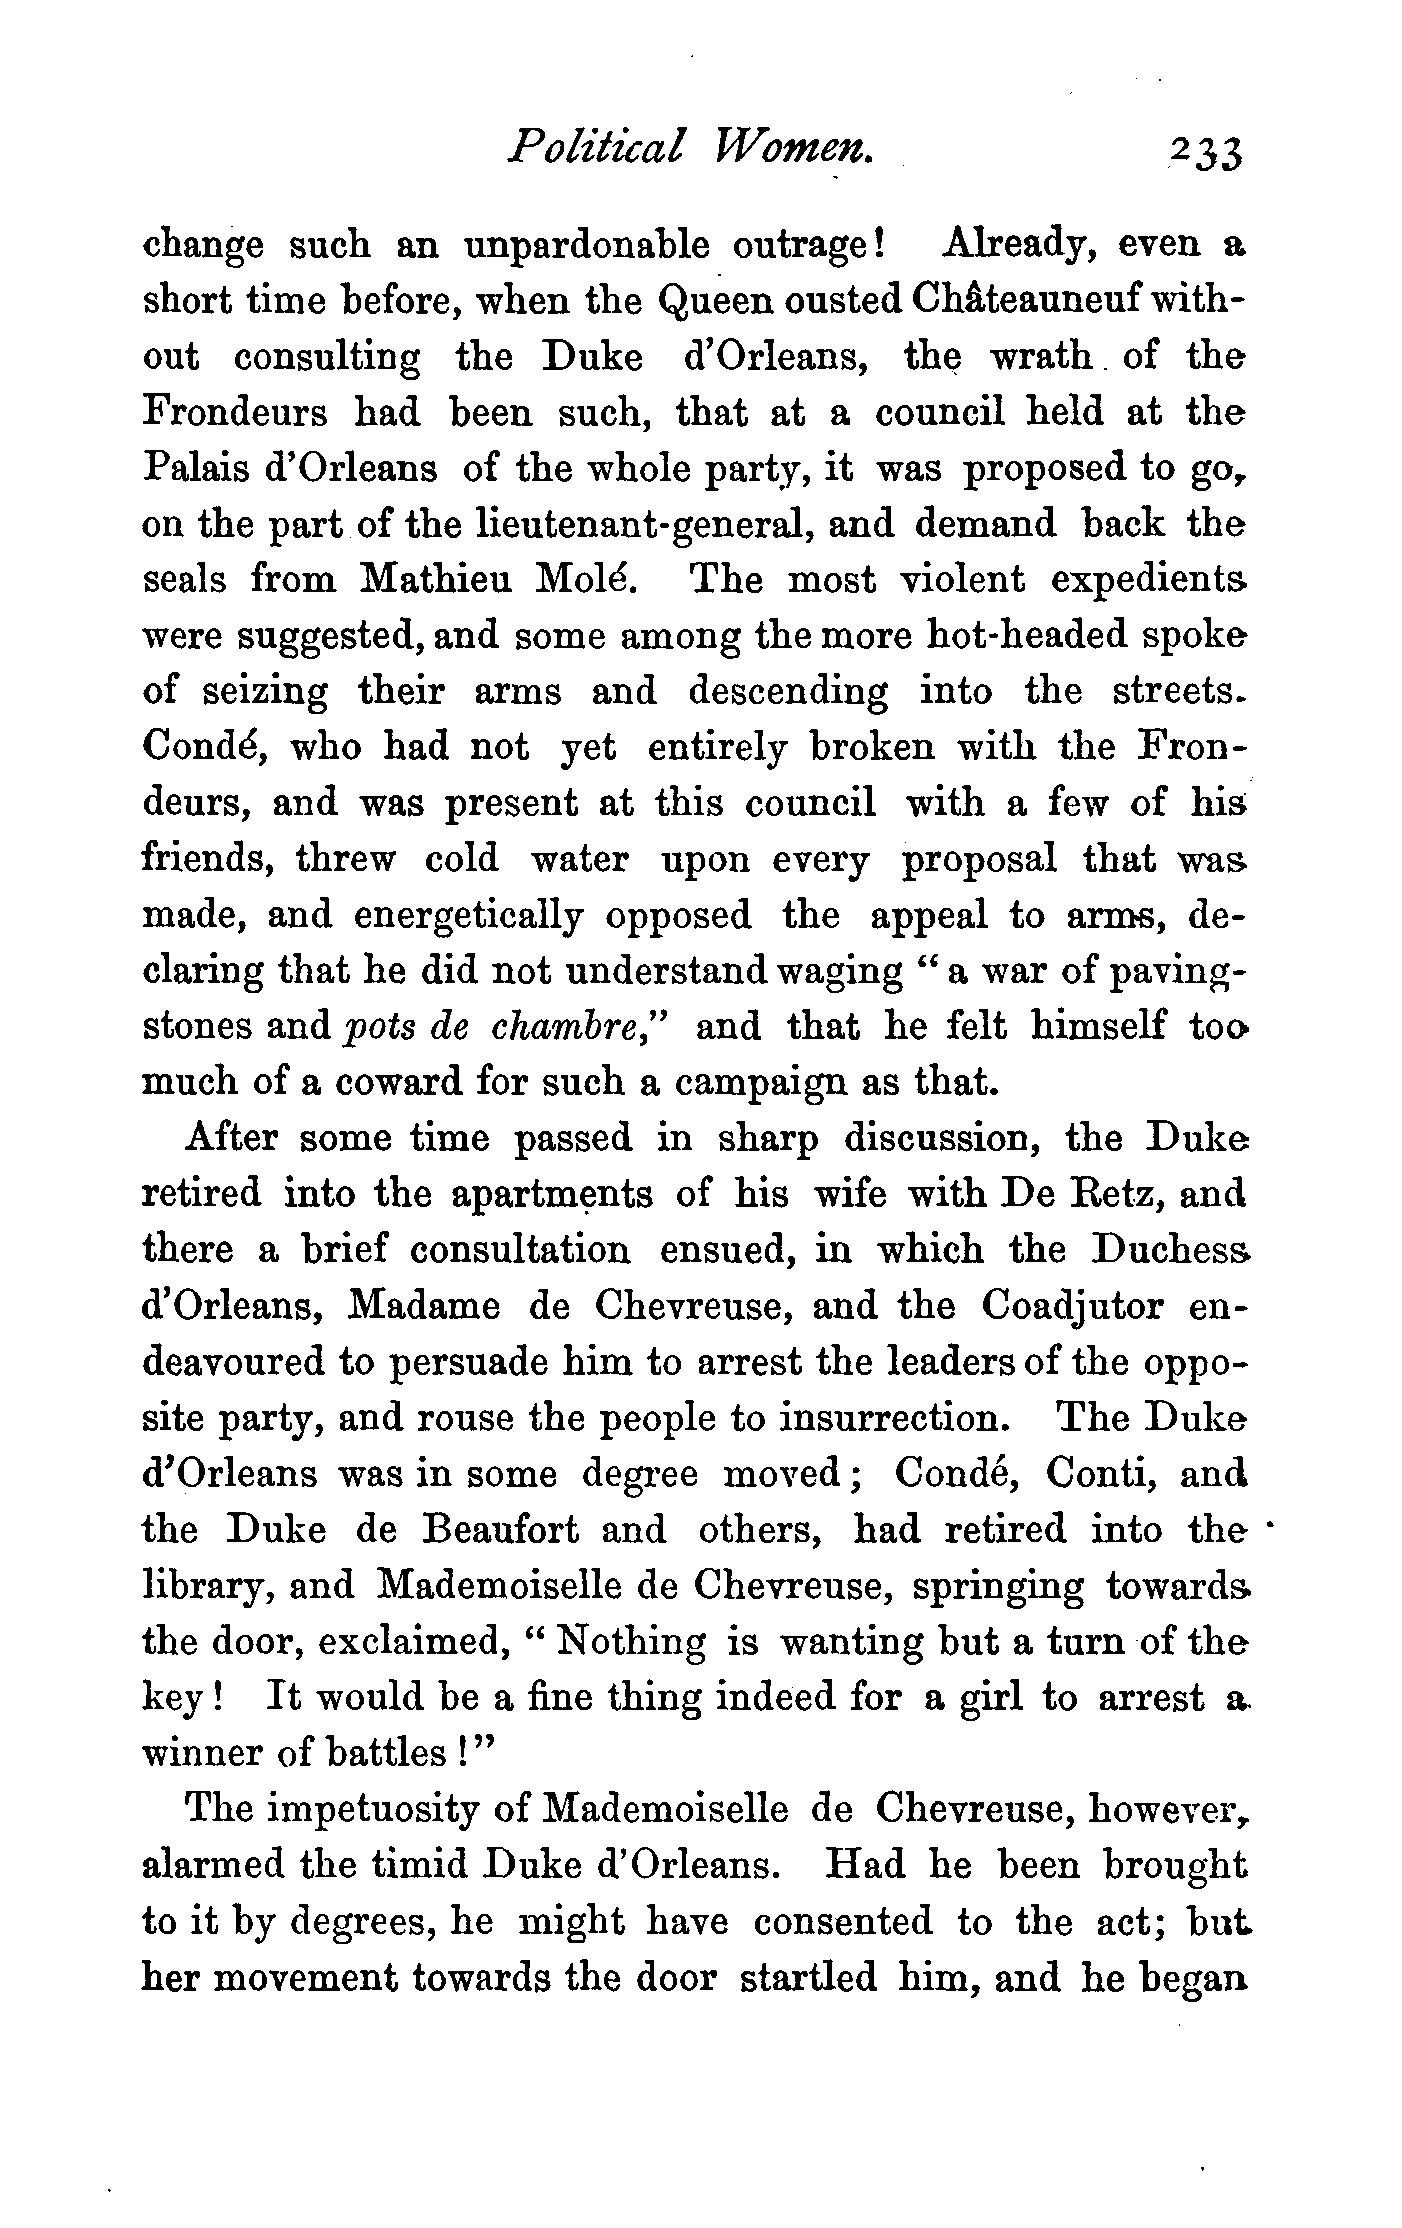 Political Women. 233
change such an unpardonable outrage! Already, even a
short time before, when the Queen ousted Châteauneuf with-
out consulting the Duke d'Orleans, the wrath of the
Frondeurs had been such, that at a council held at the
Palais d'Orleans of the whole party, it was proposed to go,
on the part of the lieutenant-general, and demand back the
seals from Mathieu Molé. The most violent expedients
were suggested, and some among the more hot-headed spoke
of seizing their arms and descending into the streets.
Condé, who had not yet entirely broken with the Fron-
deurs, and was present at this council with a few of his
friends, threw cold water upon every proposal that was
made, and energetically opposed the appeal to arms, de-
claring that he did not understand waging "a war of paving-
stones and pots de chambre," and that he felt himself too
much of a coward for such a campaign as that.
After some time passed in sharp discussion, the Duke
retired into the apartments of his wife with De Retz, and
there a brief consultation ensued, in which the Duchess
d'Orleans, Madame de Chevreuse, and the Coadjutor en-
deavoured to persuade him to arrest the leaders of the oppo-
site party, and rouse the people to insurrection. The Duke
d'Orleans was in some degree moved; Condé, Conti, and
the Duke de Beaufort and others, had retired into the
library, and Mademoiselle de Chevreuse, springing towards
the door, exclaimed, "Nothing is wanting but a turn of the
key! It would be a fine thing indeed for a girl to arrest a
winner of battles!"
The impetuosity of Mademoiselle de Chevreuse, however,
alarmed the timid Duke d'Orleans. Had he been brought
to it by degrees, he might have consented to the act; but
her movement towards the door startled him, and he began